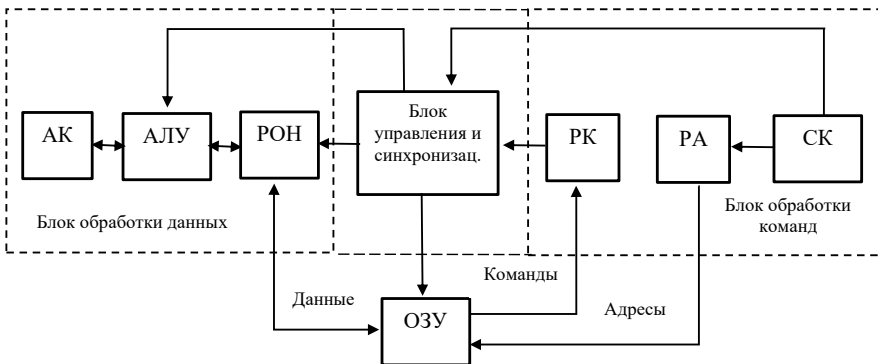 АК
АЛУ
РОН
Блок
управления и
синхронизац.
РК
РА
СК
Блок обработки данных
Блок обработки
команд
Данные
Команды
Адресы
ОЗУ